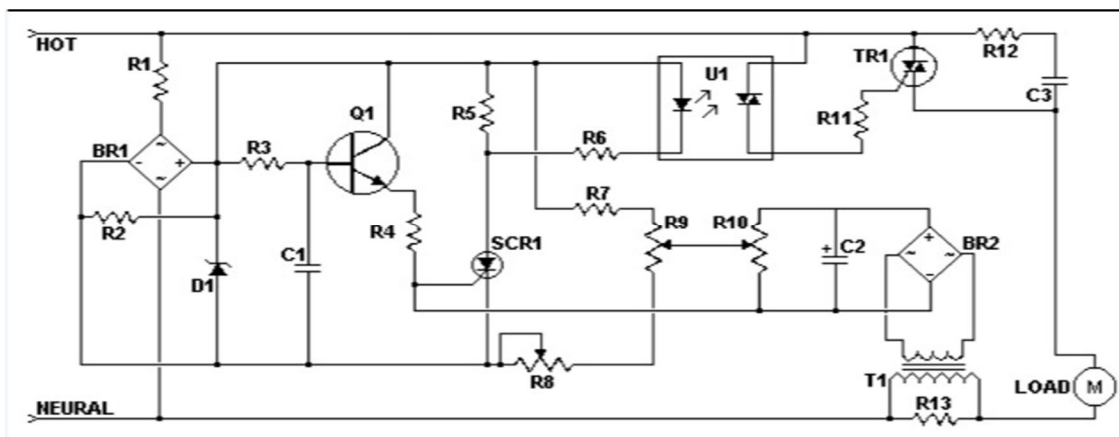 HOT
R1
BR1
- ~ + ~
R2
D1
R3
C1
Q1
R4
R5
SCR1
R6
R7
R8
R9
R10
U1
TR1
R11
R12
C3
+
C2
+ ~ - ~
BR2
T1
R13
LOAD
M
NEURAL